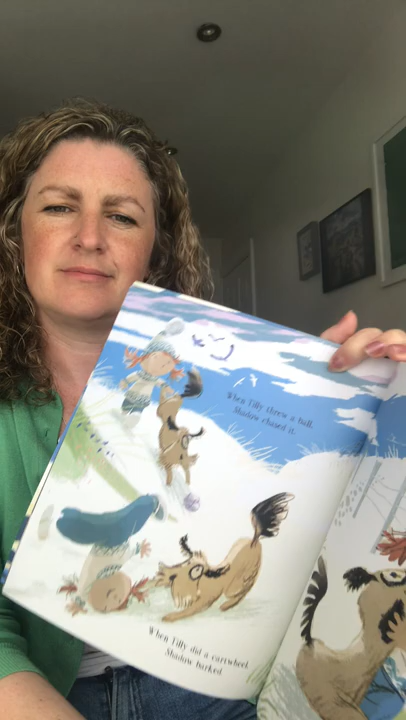 When Tilly threw a ball,
Shadow chased it.
When Tilly did a cartwheel,
Shadow barked